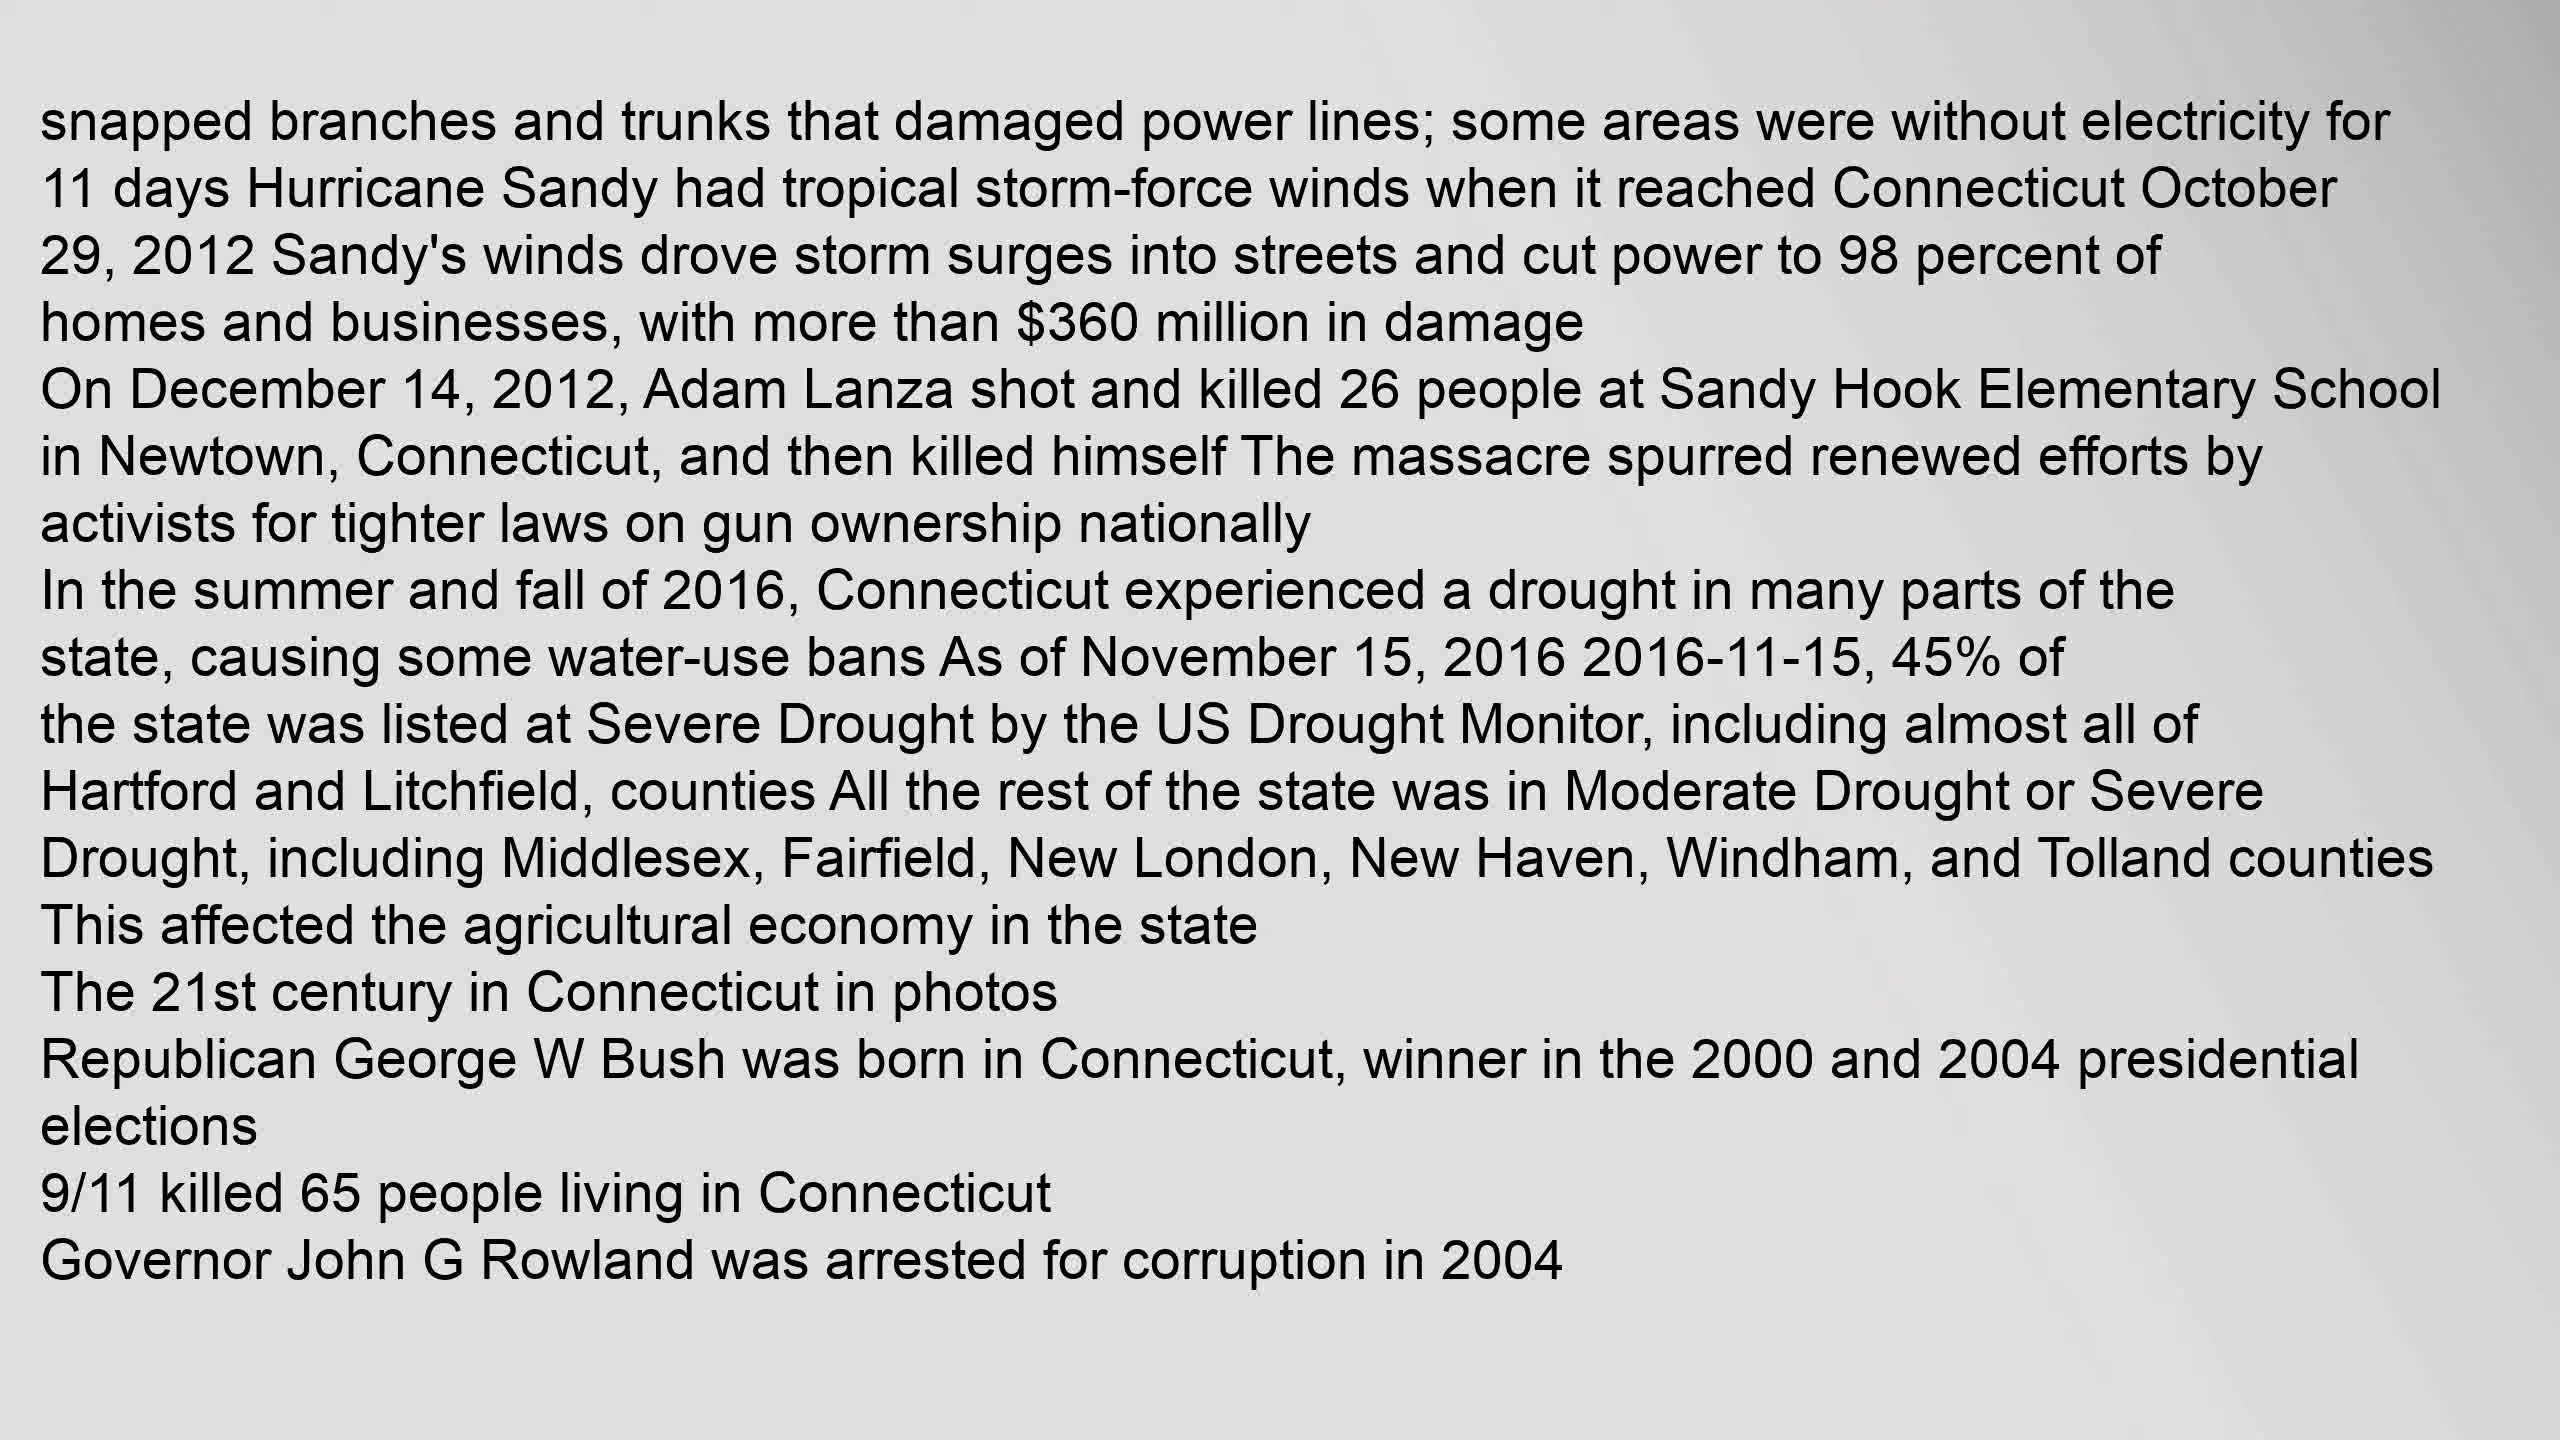 snapped branches and trunks that damaged power lines; some areas were without electricity for
11 days Hurricane Sandy had tropical storm-force winds when it reached Connecticut October
29, 2012 Sandy's winds drove storm surges into streets and cut power to 98 percent of
homes and businesses, with more than $360 million in damage
On December 14, 2012, Adam Lanza shot and killed 26 people at Sandy Hook Elementary School
in Newtown, Connecticut, and then killed himself The massacre spurred renewed efforts by
activists for tighter laws on gun ownership nationally
In the summer and fall of 2016, Connecticut experienced a drought in many parts of the
state, causing some water-use bans As of November 15, 2016 2016-11-15, 45% of
the state was listed at Severe Drought by the US Drought Monitor, including almost all of
Hartford and Litchfield, counties All the rest of the state was in Moderate Drought or Severe
Drought, including Middlesex, Fairfield, New London, New Haven, Windham, and Tolland counties
This affected the agricultural economy in the state
The 21st century in Connecticut in photos
Republican George W Bush was born in Connecticut, winner in the 2000 and 2004 presidential
elections
9/11 killed 65 people living in Connecticut
Governor John G Rowland was arrested for corruption in 2004